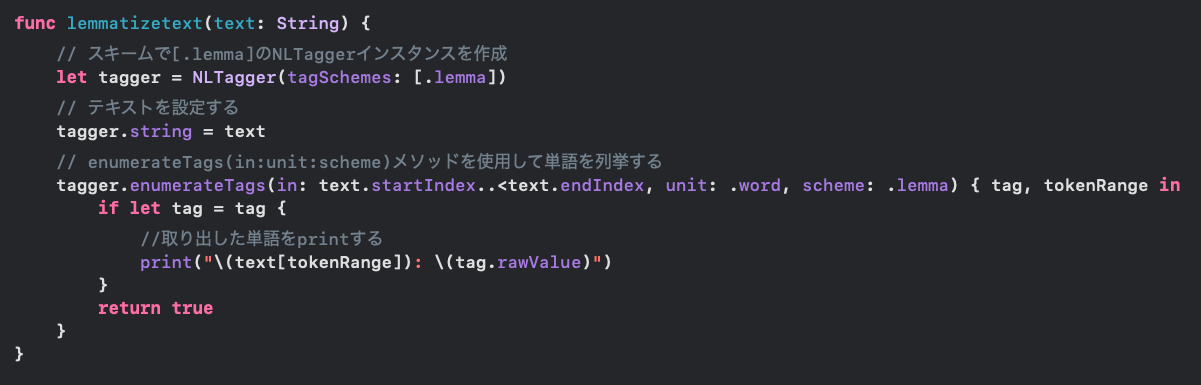 func lemmatizetext(text: String) {
    // スキームで[.lemma]のNLTaggerインスタンスを作成
    let tagger = NLTagger(tagSchemes: [.lemma])
    // テキストを設定する
    tagger.string = text
    // enumerateTags(in:unit:scheme)メソッドを使用して単語を列挙する
    tagger.enumerateTags(in: text.startIndex..<text.endIndex, unit: .word, scheme: .lemma) { tag, tokenRange in
        if let tag = tag {
            //取り出した単語をprintする
            print("\(text[tokenRange]): \(tag.rawValue)")
        }
        return true
    }
}